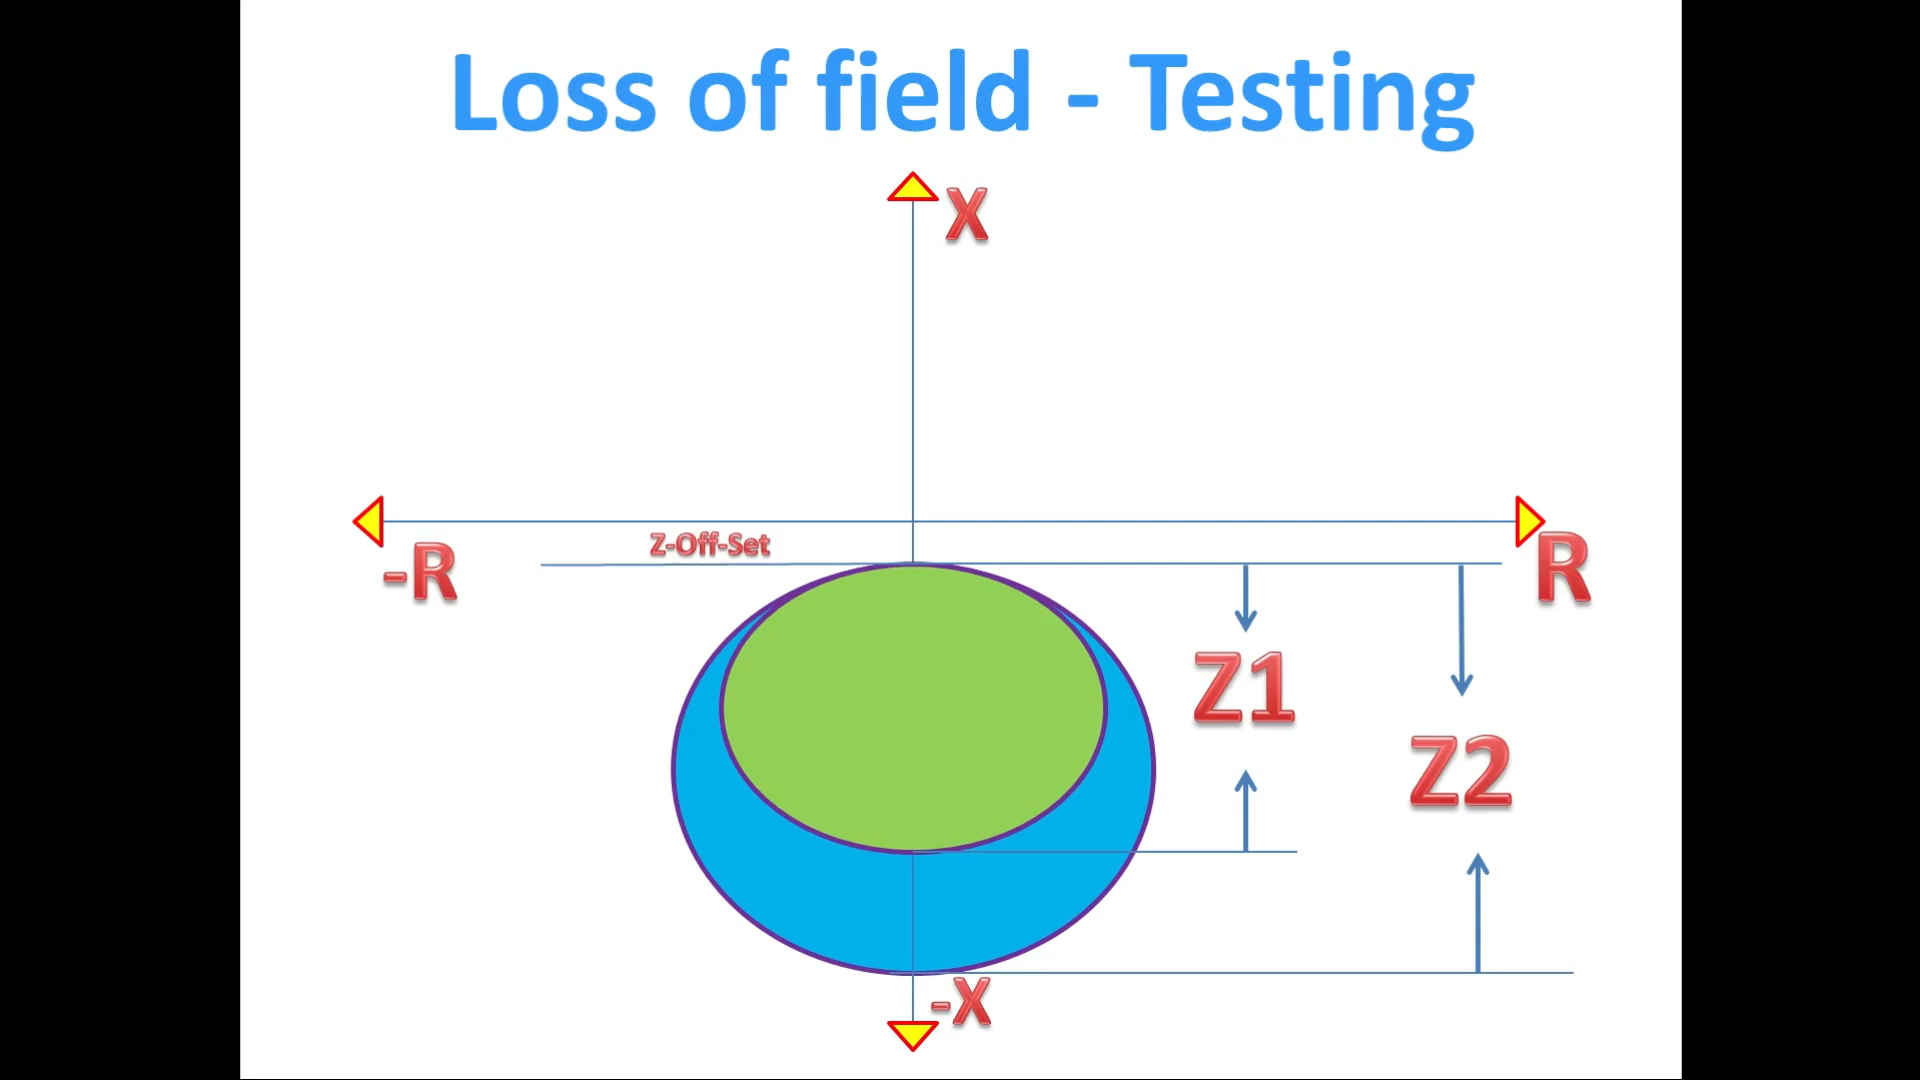 Loss of field - Testing
X
Z-Off-Set
-R
R
Z1
Z2
-X